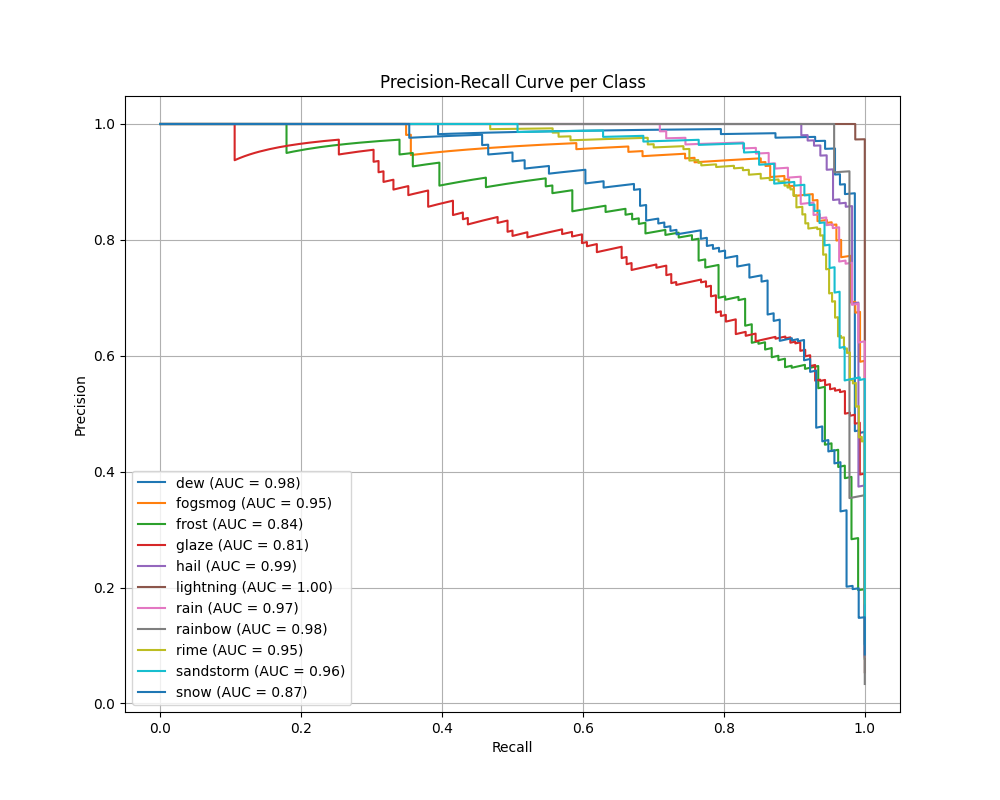 Precision-Recall Curve per Class
Precision
1.0
0.8
0.6
0.4
0.2
0.0
dew (AUC = 0.98)
fogsmog (AUC = 0.95)
frost (AUC = 0.84)
glaze (AUC = 0.81)
hail (AUC = 0.99)
lightning (AUC = 1.00)
rain (AUC = 0.97)
rainbow (AUC = 0.98)
rime (AUC = 0.95)
sandstorm (AUC = 0.96)
snow (AUC = 0.87)
0.0 0.2 0.4 0.6 0.8 1.0
Recall